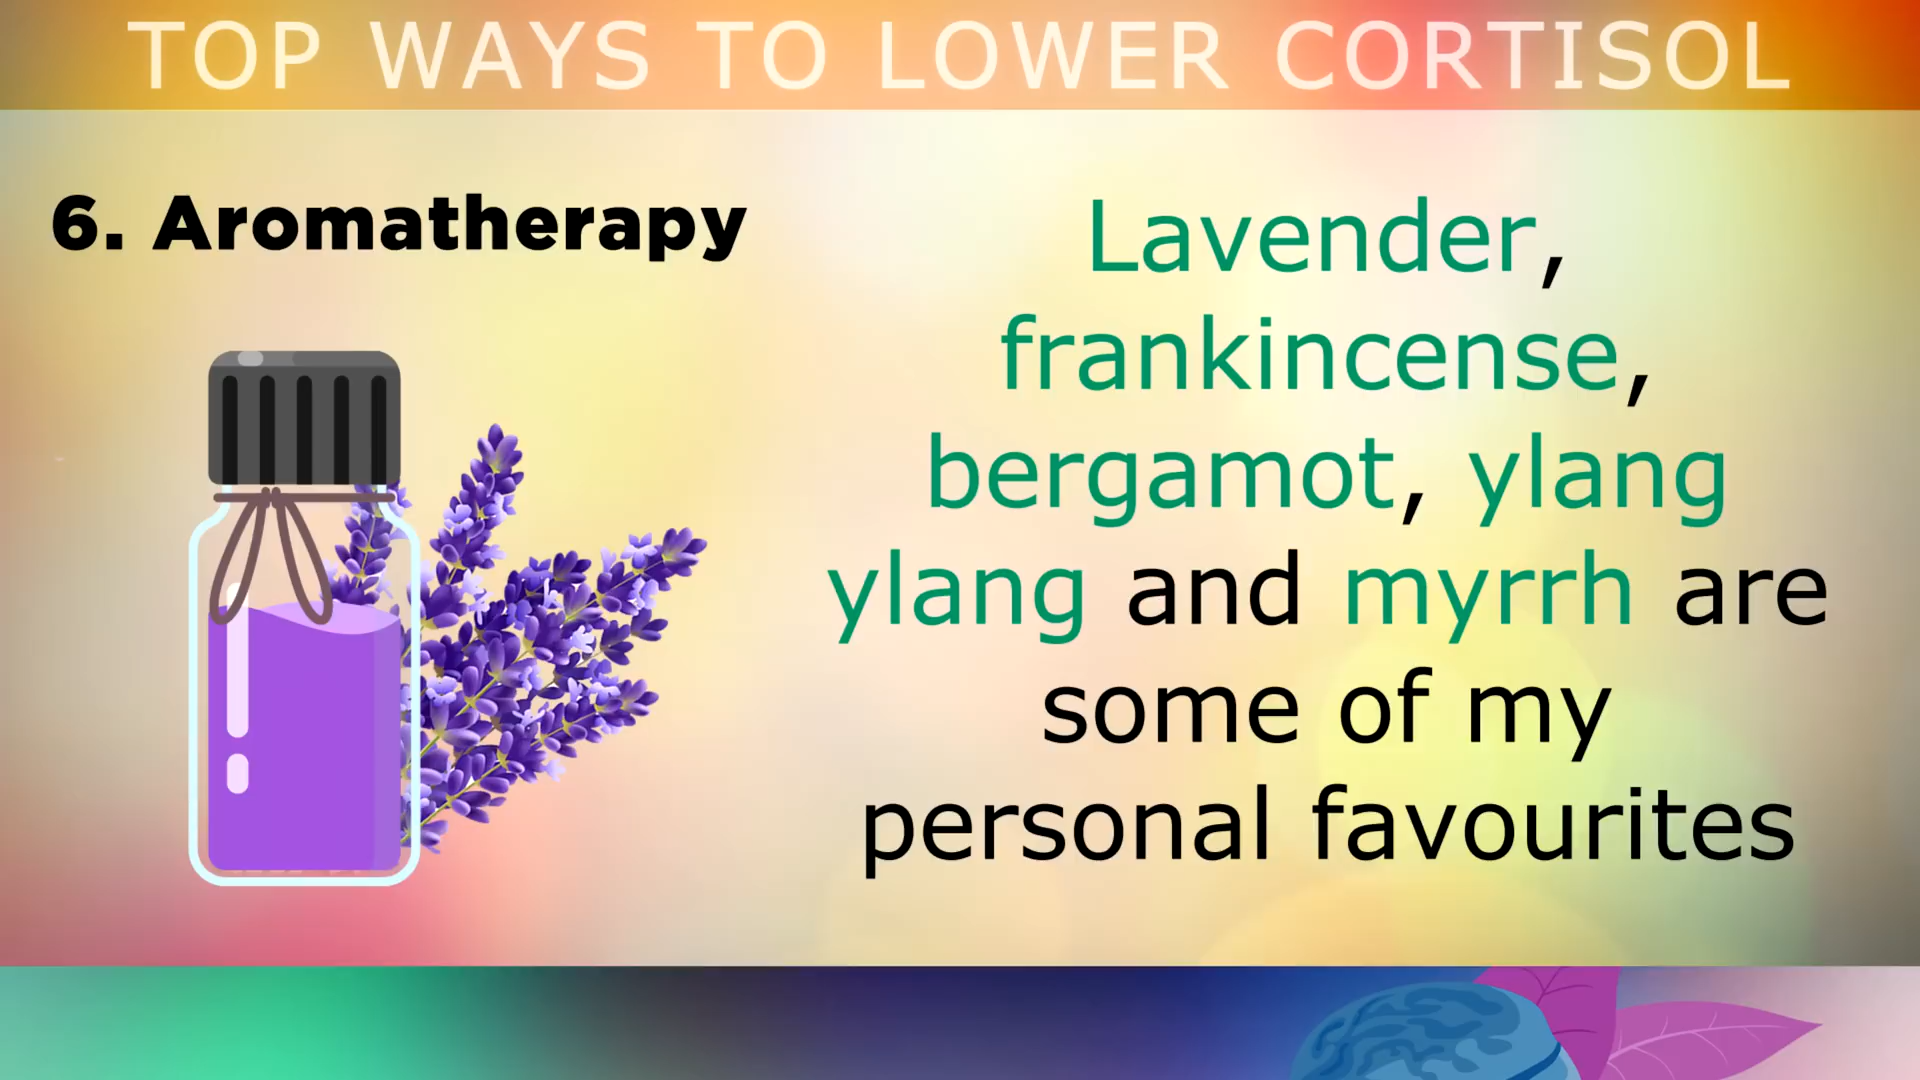 TOP WAYS TO LOWER CORTISOL
6. Aromatherapy
Lavender,
frankincense,
bergamot, ylang
ylang and myrrh are
some of my
personal favourites